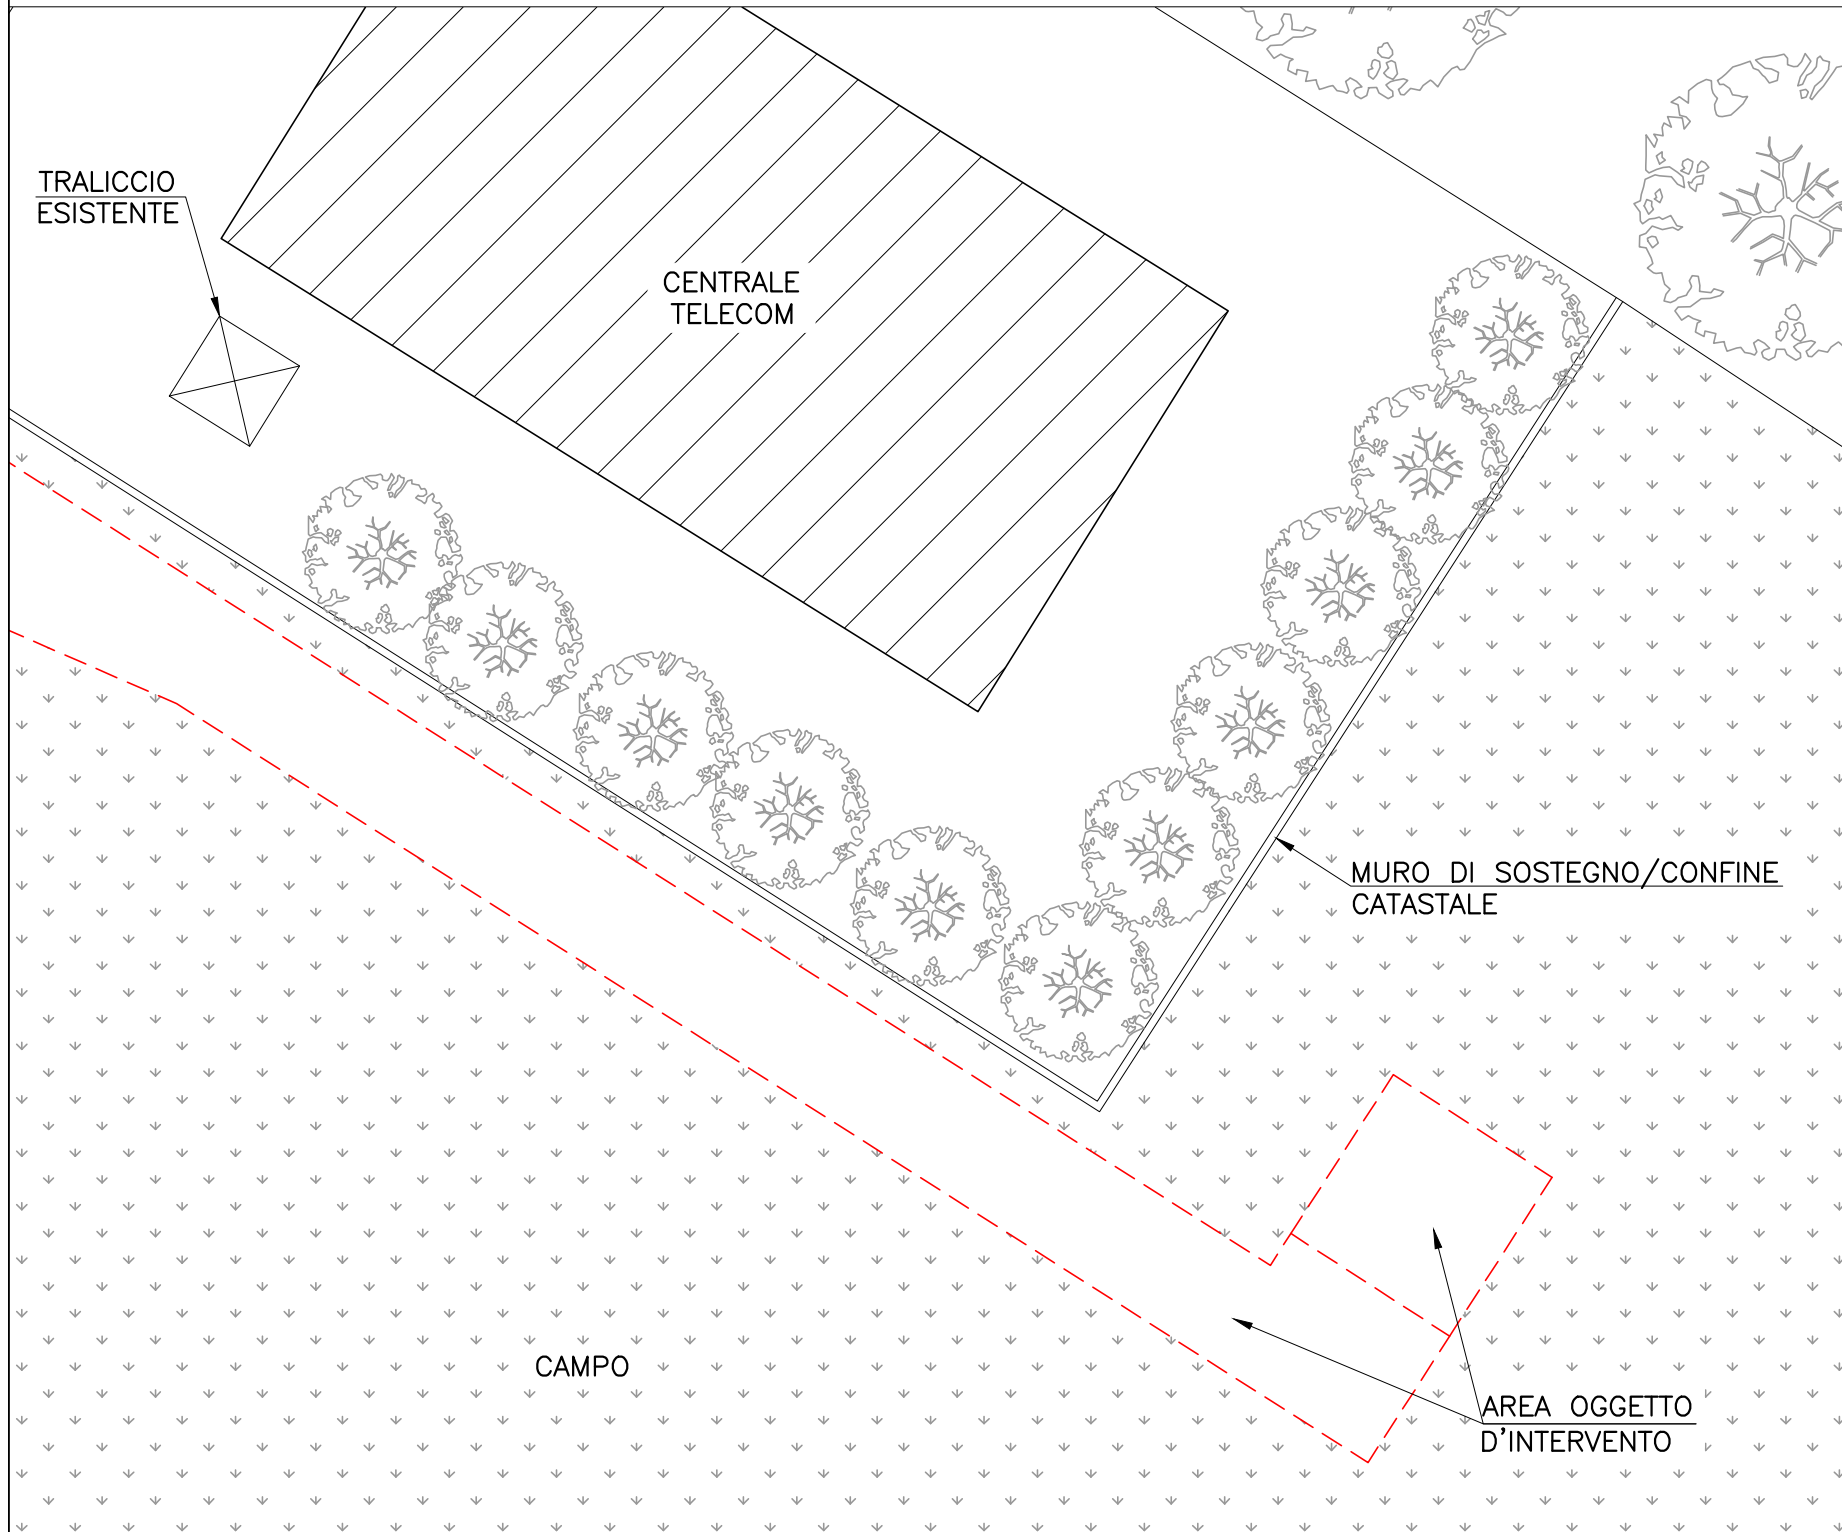 TRALICCIO
ESISTENTE
CENTRALE
TELECOM
MURO DI SOSTEGNO/CONFINE
CATASTALE
CAMPO
AREA OGGETTO
D'INTERVENTO